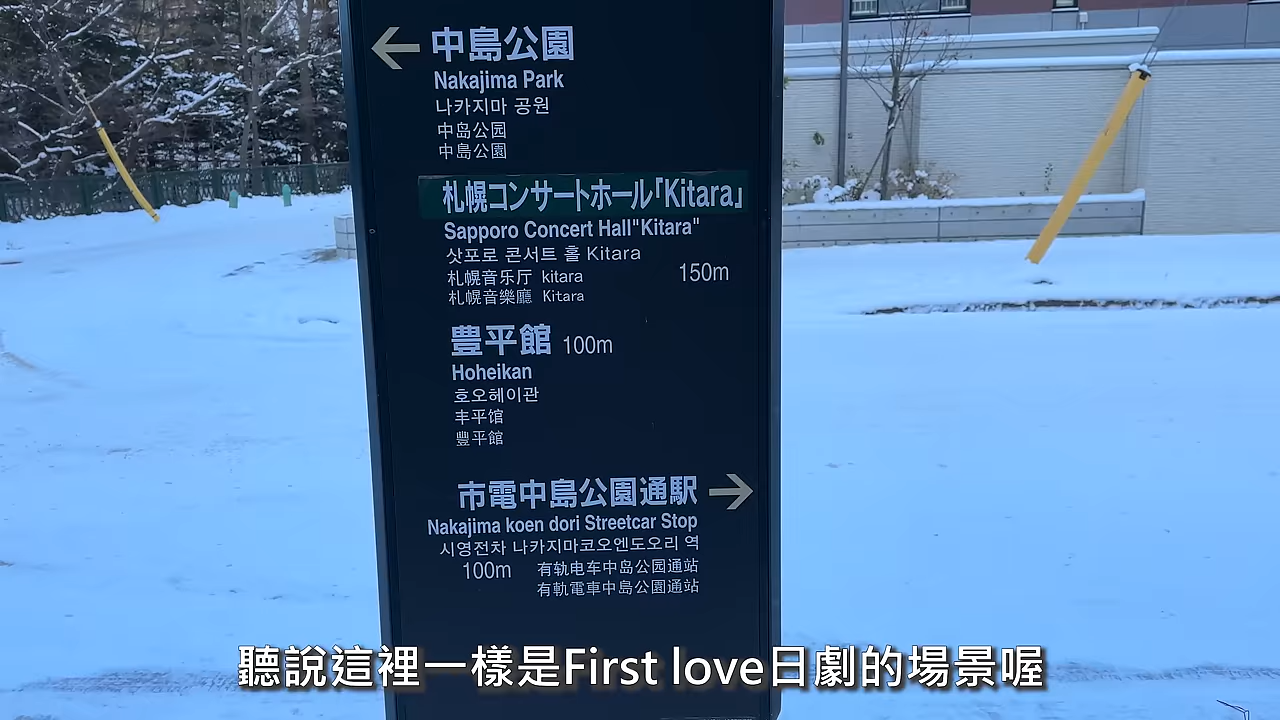 ← 中島公園
Nakajima Park
나카지마 공원
中岛公园
中島公園
札幌コンサートホール「Kitara」
Sapporo Concert Hall"Kitara"
삿포로 콘서트 홀 Kitara
札幌音乐厅 kitara
150m
札幌音樂廳 Kitara
豊平館 100m
Hoheikan
호오헤이관
丰平馆
豐平館
市電中島公園通駅 →
Nakajima koen dori Streetcar Stop
시영전차 나카지마코오엔도오리 역
100m 有轨电车中岛公园通站
有軌電車中島公園通站
聽說這裡一樣是First love日劇的場景喔